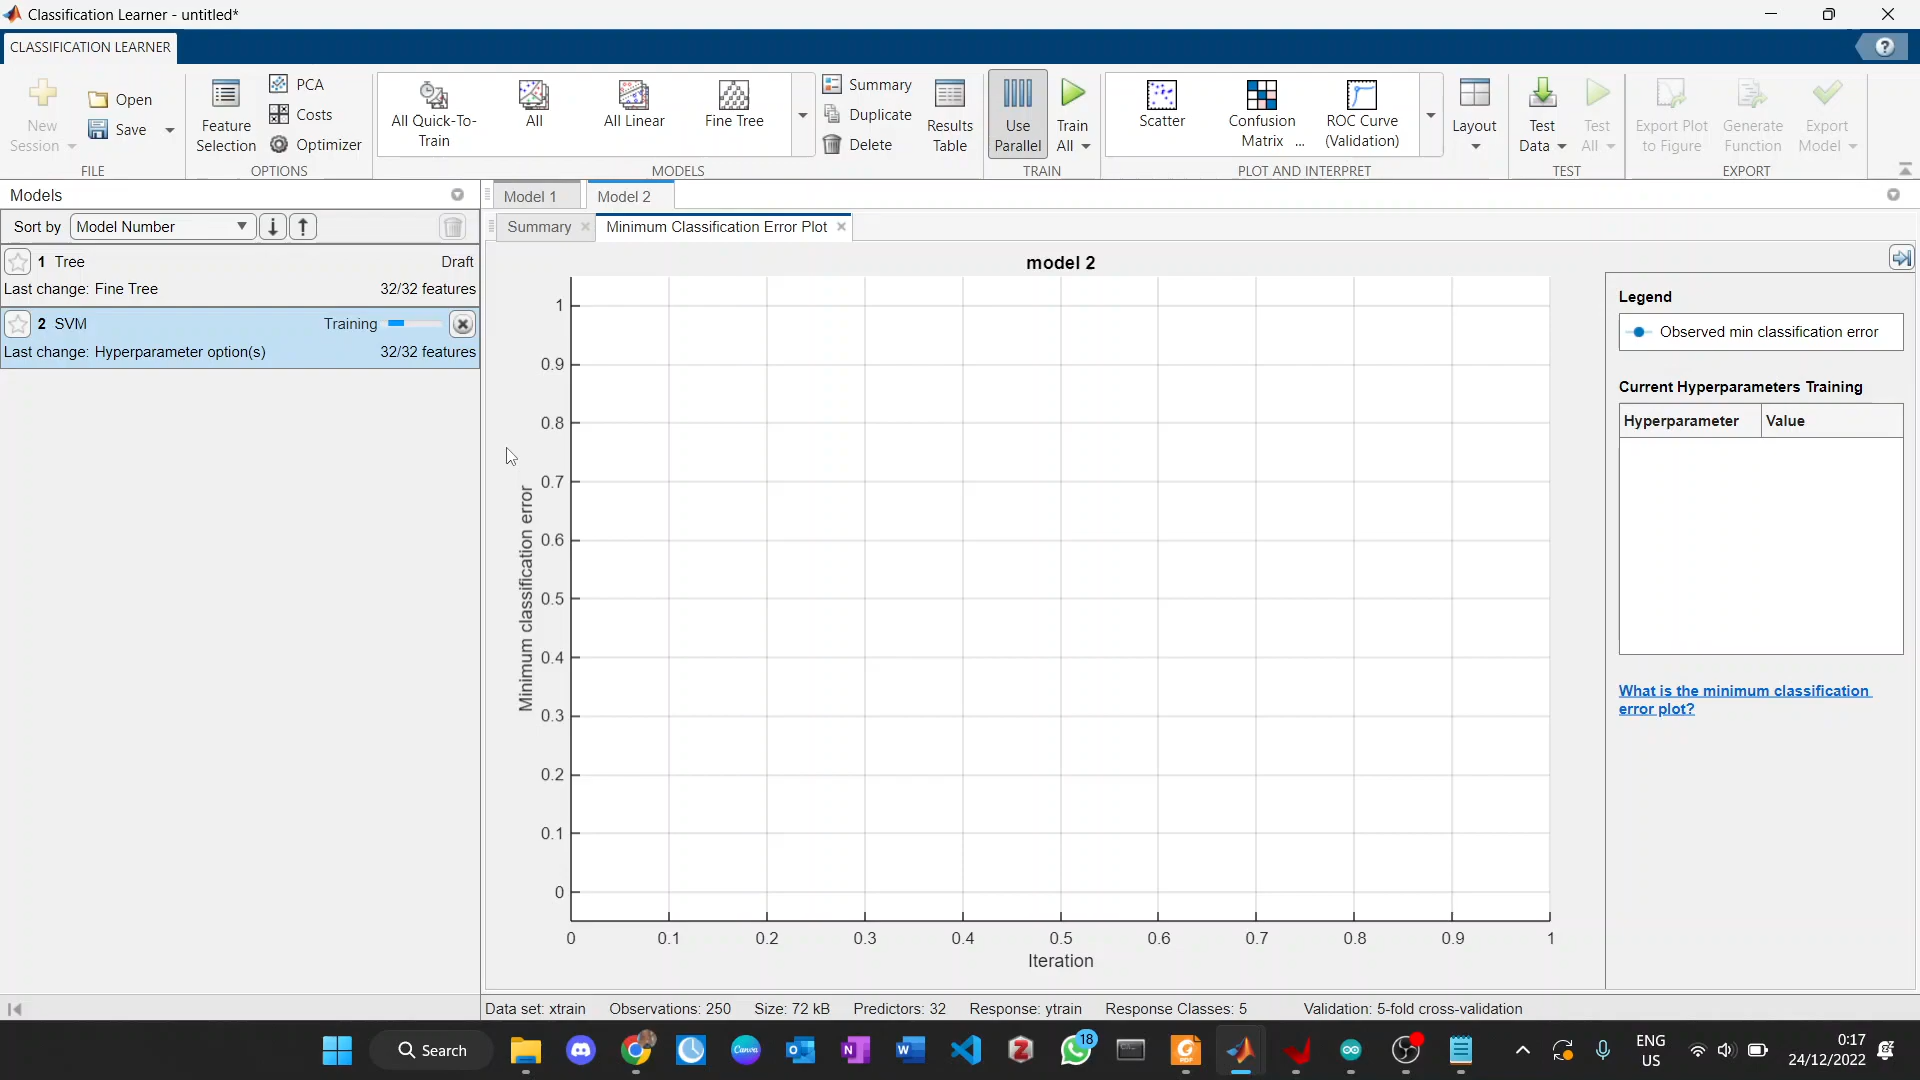 Classification Learner - untitled*
CLASSIFICATION LEARNER
?
New Session
Open
Save
FILE
Feature Selection
PCA
Costs
Optimizer
OPTIONS
All Quick-To-Train
All
All Linear
Fine Tree
Summary
Duplicate
Delete
MODELS
Results Table
Use Parallel
Train All
TRAIN
Scatter
Confusion Matrix ...
ROC Curve (Validation)
Layout
PLOT AND INTERPRET
Test Data
Test All
TEST
Export Plot to Figure
Generate Function
Export Model
EXPORT
Models
Sort by Model Number
1 Tree Draft
Last change: Fine Tree 32/32 features
2 SVM Training
Last change: Hyperparameter option(s) 32/32 features
Model 1 Model 2
Summary Minimum Classification Error Plot
model 2
Minimum classification error
1
0.9
0.8
0.7
0.6
0.5
0.4
0.3
0.2
0.1
0
0 0.1 0.2 0.3 0.4 0.5 0.6 0.7 0.8 0.9 1
Iteration
Legend
Observed min classification error
Current Hyperparameters Training
Hyperparameter Value
What is the minimum classification
error plot?
Data set: xtrain Observations: 250 Size: 72 kB Predictors: 32 Response: ytrain Response Classes: 5 Validation: 5-fold cross-validation
Search
Canva
18
ENG
US
0:17
24/12/2022